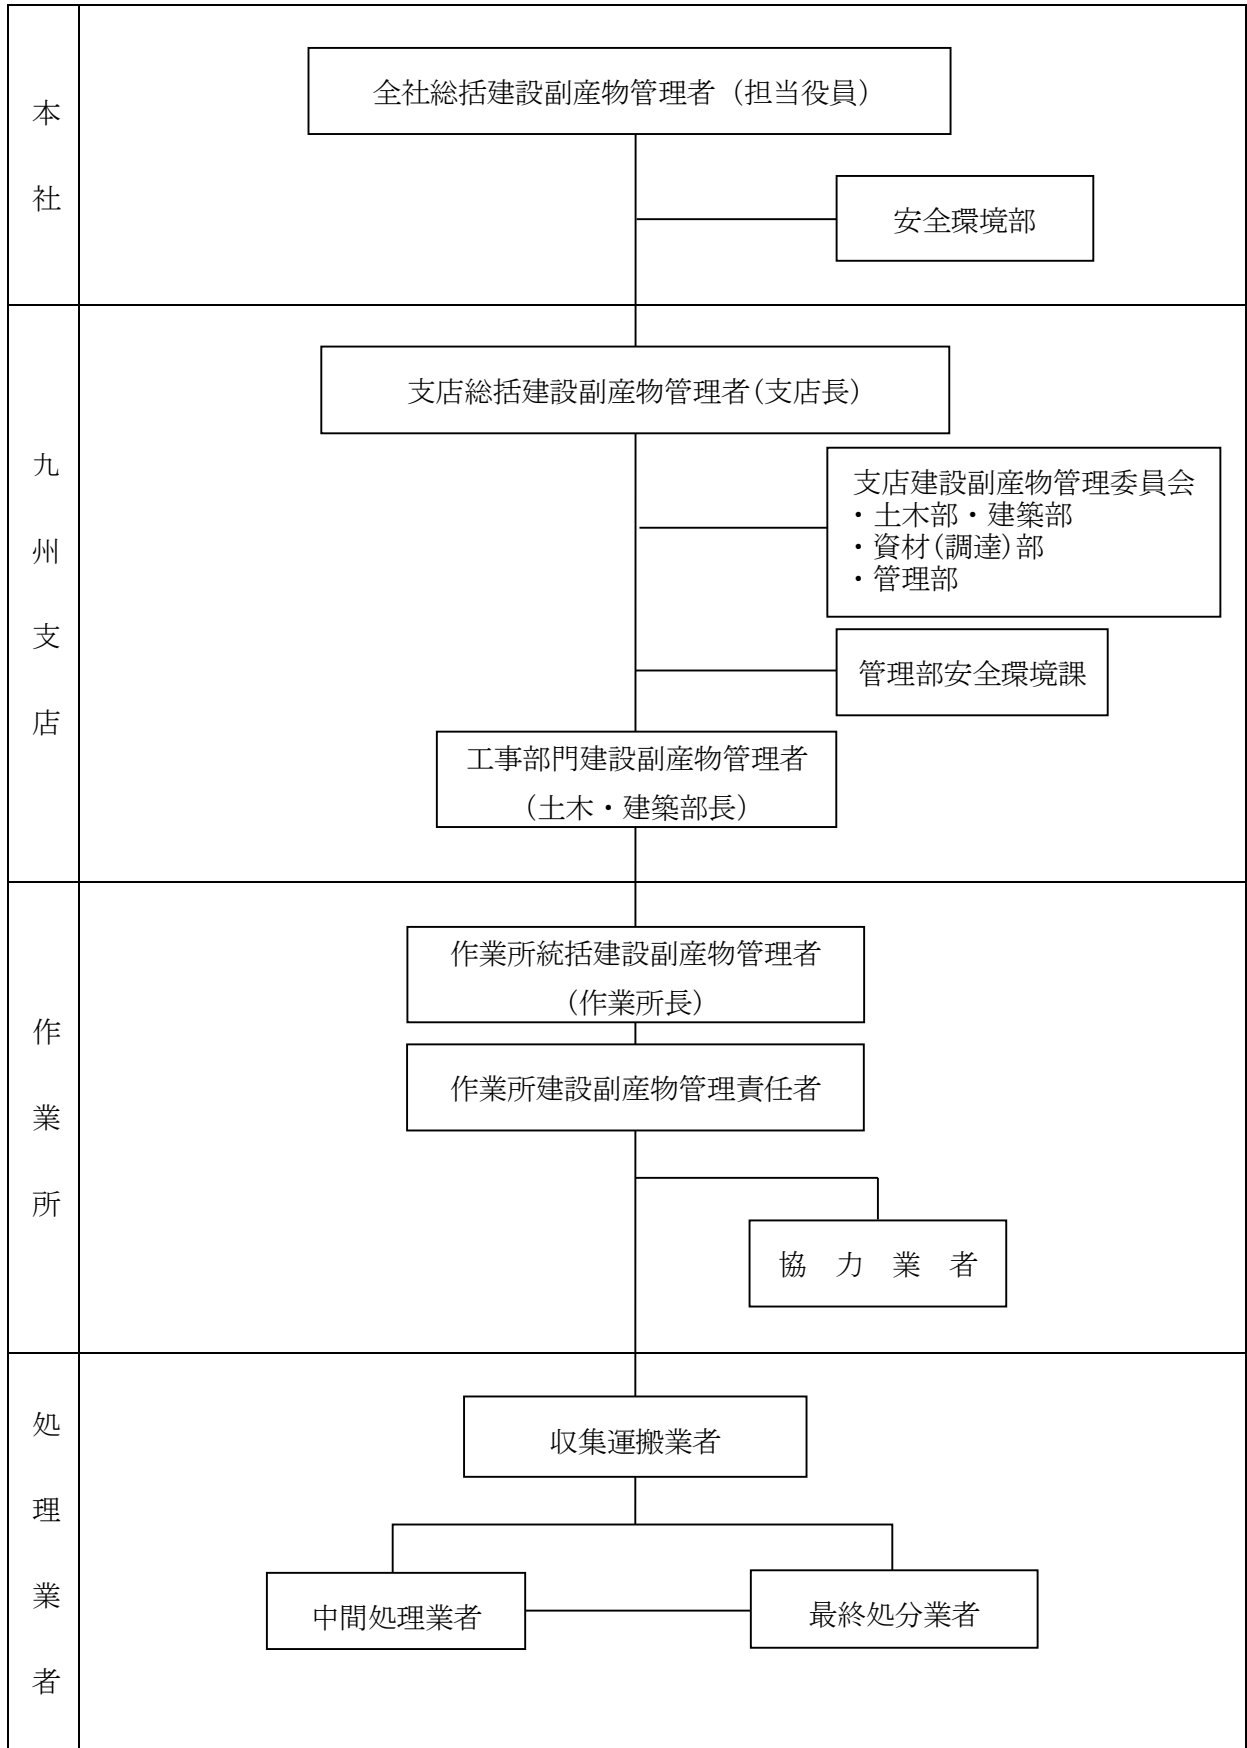 本社
全社総括建設副産物管理者（担当役員）
安全環境部
九州支店
支店総括建設副産物管理者(支店長)
支店建設副産物管理委員会
・土木部・建築部
・資材(調達)部
・管理部
管理部安全環境課
工事部門建設副産物管理者
（土木・建築部長）
作業所
作業所統括建設副産物管理者
（作業所長）
作業所建設副産物管理責任者
協　力　業　者
処理業者
収集運搬業者
中間処理業者
最終処分業者